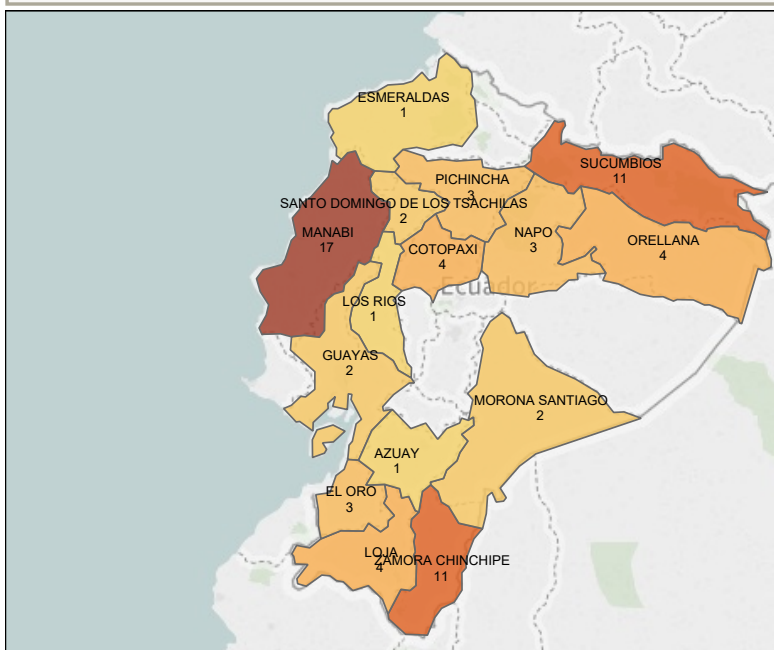 ESMERALDAS
1
SUCUMBIOS
11
PICHINCHA
3
SANTO DOMINGO DE LOS TSACHILAS
2
MANABI
17
COTOPAXI
4
NAPO
3
ORELLANA
4
Ecuador
LOS RIOS
1
GUAYAS
2
MORONA SANTIAGO
2
AZUAY
1
EL ORO
3
LOJA
4
ZAMORA CHINCHIPE
11